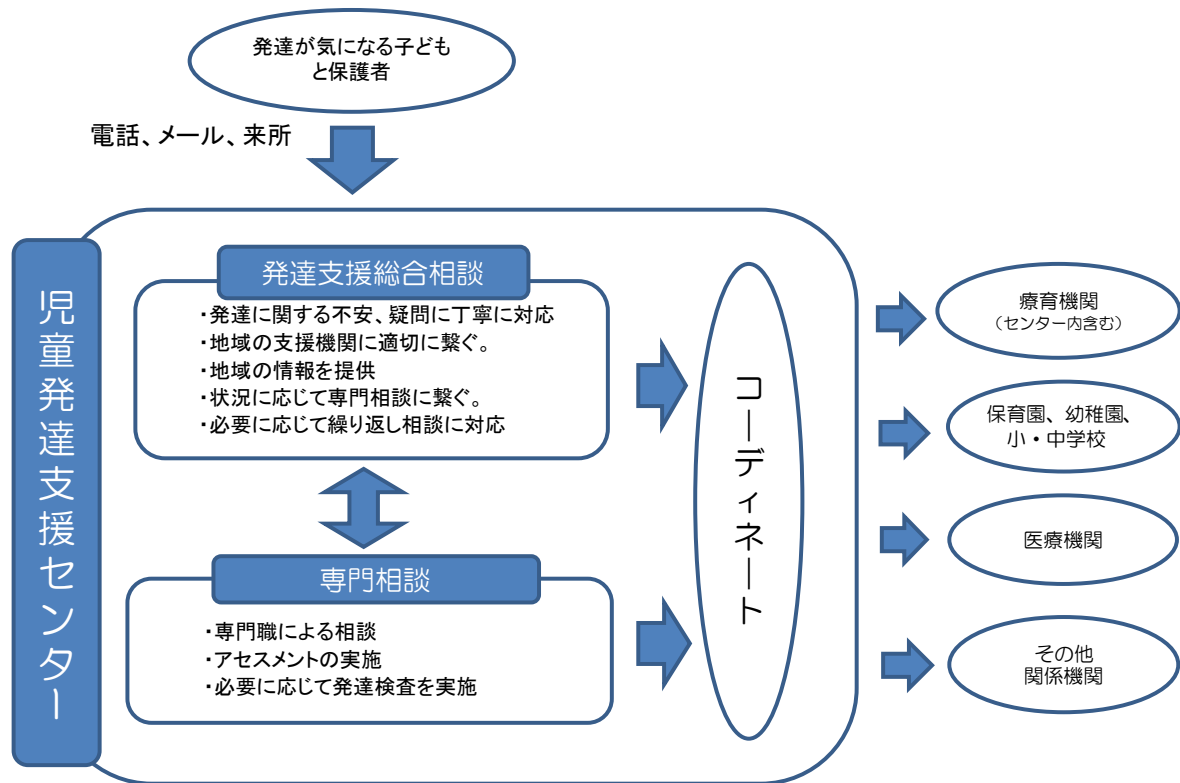 発達が気になる子ども
と保護者
電話、メール、来所
児童発達支援センター
発達支援総合相談
・発達に関する不安、疑問に丁寧に対応
・地域の支援機関に適切に繋ぐ。
・地域の情報を提供
・状況に応じて専門相談に繋ぐ。
・必要に応じて繰り返し相談に対応
専門相談
・専門職による相談
・アセスメントの実施
・必要に応じて発達検査を実施
コーディネート
療育機関
（センター内含む）
保育園、幼稚園、
小・中学校
医療機関
その他
関係機関